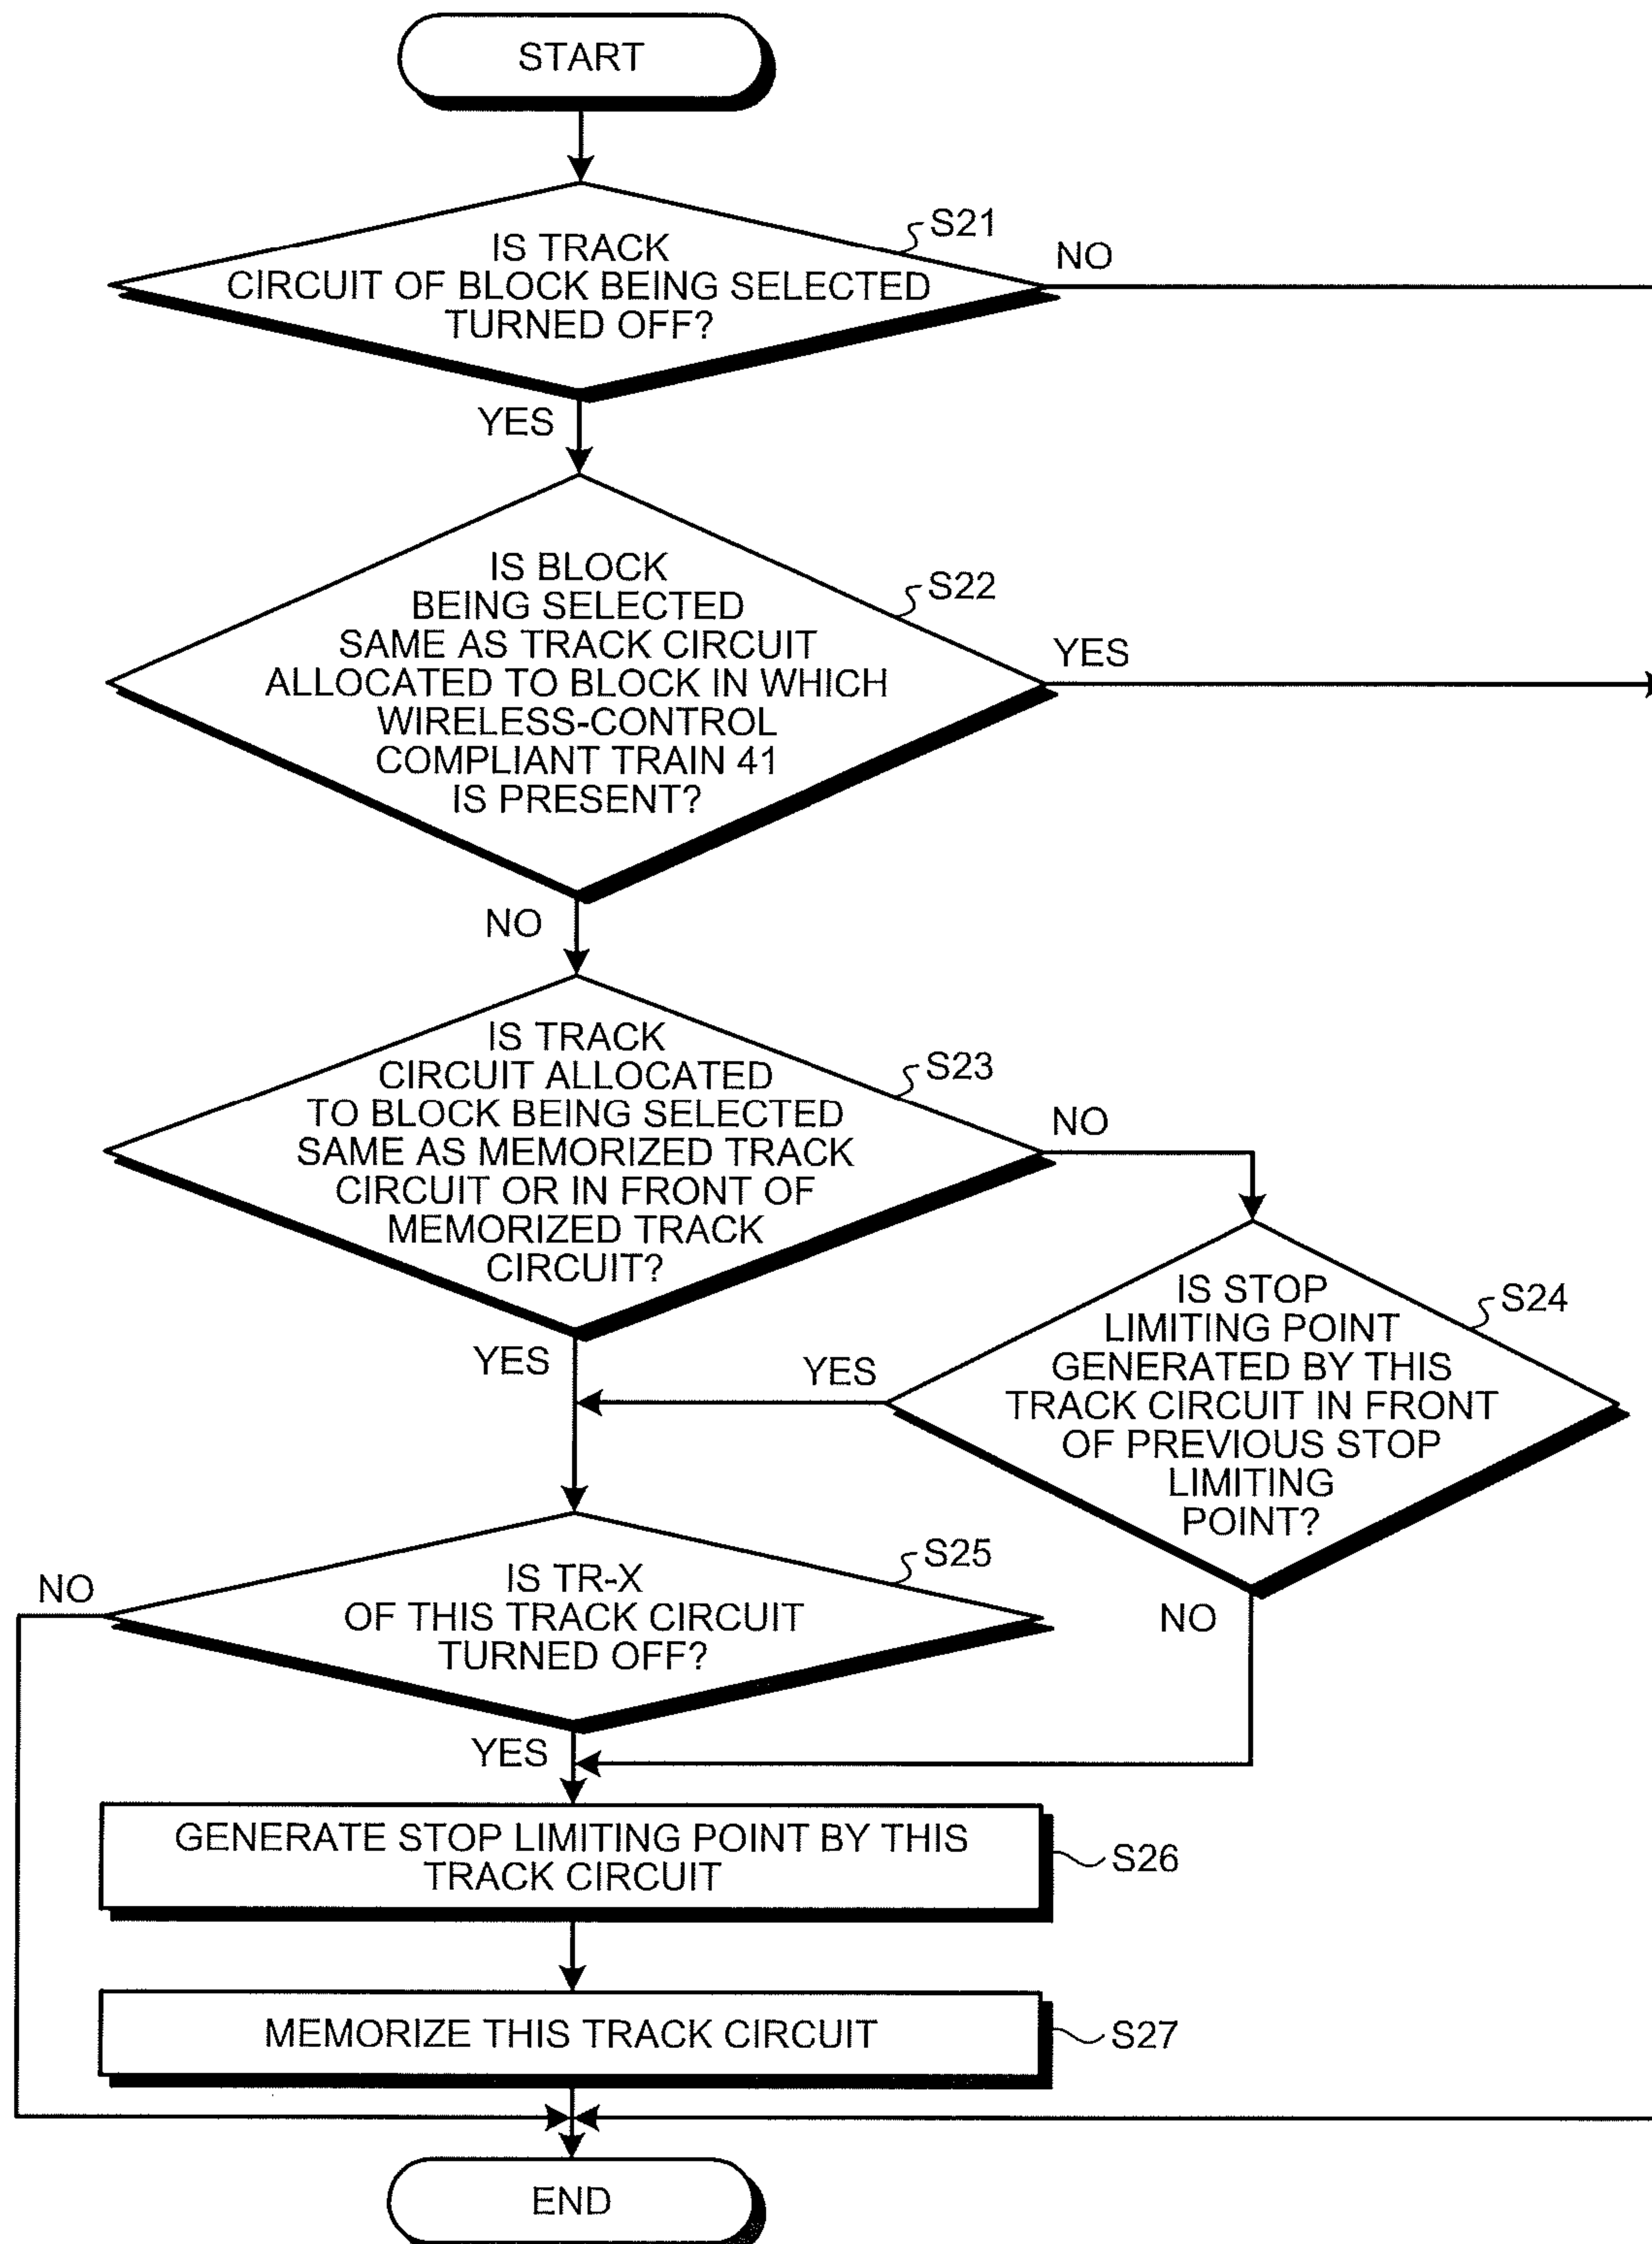 START
IS TRACK
CIRCUIT OF BLOCK BEING SELECTED
TURNED OFF?
S21
NO
YES
IS BLOCK
BEING SELECTED
SAME AS TRACK CIRCUIT
ALLOCATED TO BLOCK IN WHICH
WIRELESS-CONTROL
COMPLIANT TRAIN 41
IS PRESENT?
S22
YES
NO
IS TRACK
CIRCUIT ALLOCATED
TO BLOCK BEING SELECTED
SAME AS MEMORIZED TRACK
CIRCUIT OR IN FRONT OF
MEMORIZED TRACK
CIRCUIT?
S23
NO
YES
IS STOP
LIMITING POINT
GENERATED BY THIS
TRACK CIRCUIT IN FRONT
OF PREVIOUS STOP
LIMITING
POINT?
S24
YES
NO
IS TR-X
OF THIS TRACK CIRCUIT
TURNED OFF?
S25
NO
YES
GENERATE STOP LIMITING POINT BY THIS
TRACK CIRCUIT
S26
MEMORIZE THIS TRACK CIRCUIT
S27
END